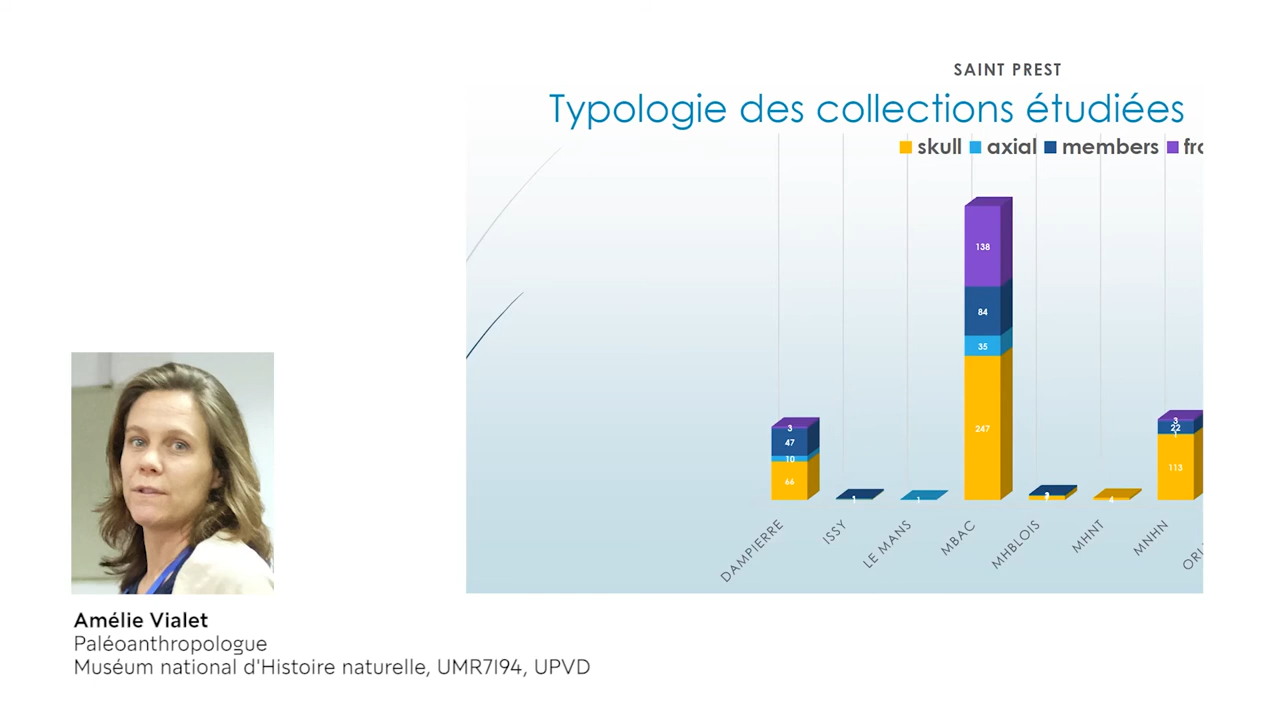 SAINT PREST
Typologie des collections étudiées
skull axial members
138
84
35
247
3
47
10
66
1
1
4
3
22
1
113
DAMPIERRE
ISSY
LE MANS
MBAC
MHBLOIS
MHNT
MNHN
Amélie Vialet
Paléoanthropologue
Muséum national d'Histoire naturelle, UMR7194, UPVD